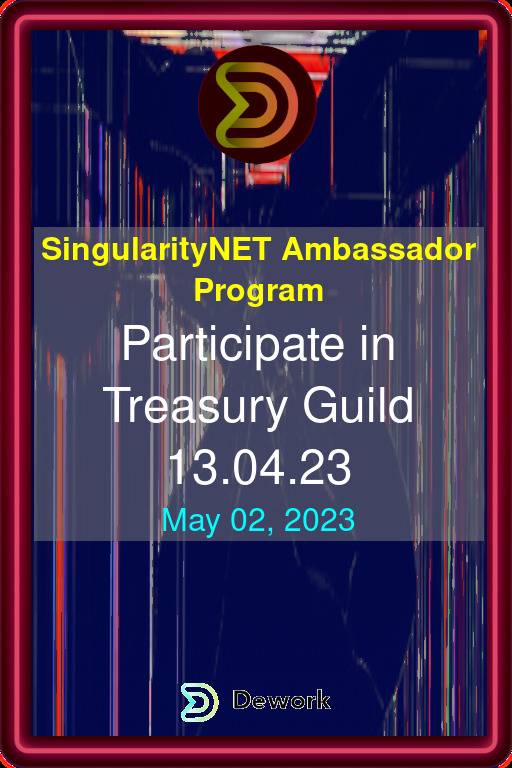 SingularityNET Ambassador
Program
Participate in
Treasury Guild
13.04.23
May 02, 2023
Dework